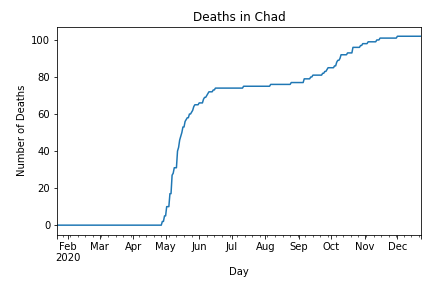 Deaths in Chad
Number of Deaths
100
80
60
40
20
0
Feb Mar Apr May Jun Jul Aug Sep Oct Nov Dec
2020
Day